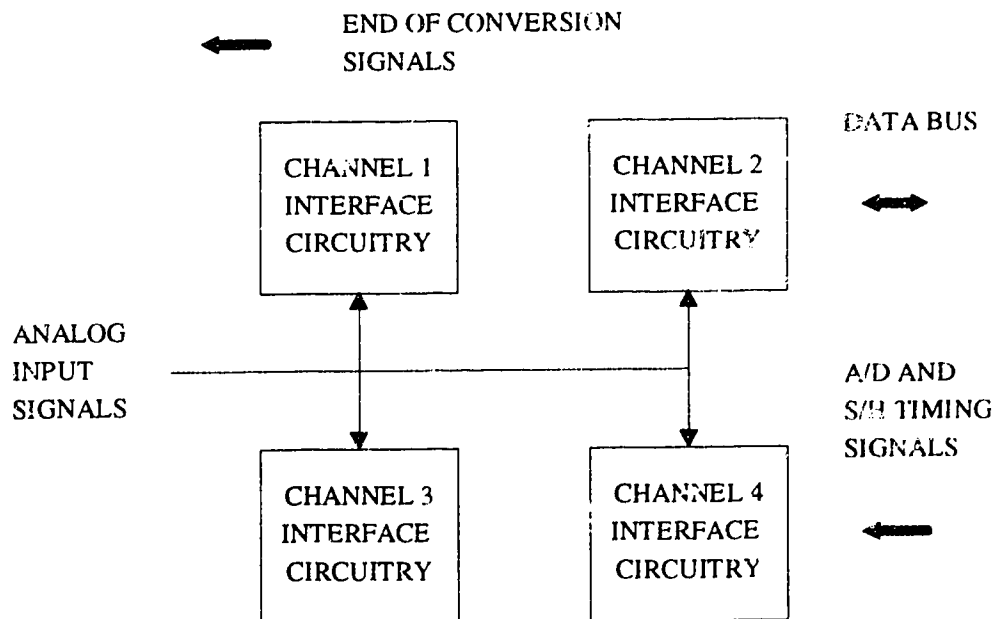 END OF CONVERSION
SIGNALS
DATA BUS
CHANNEL 1
INTERFACE
CIRCUITRY
CHANNEL 2
INTERFACE
CIRCUITRY
ANALOG
INPUT
SIGNALS
A/D AND
S/H TIMING
SIGNALS
CHANNEL 3
INTERFACE
CIRCUITRY
CHANNEL 4
INTERFACE
CIRCUITRY